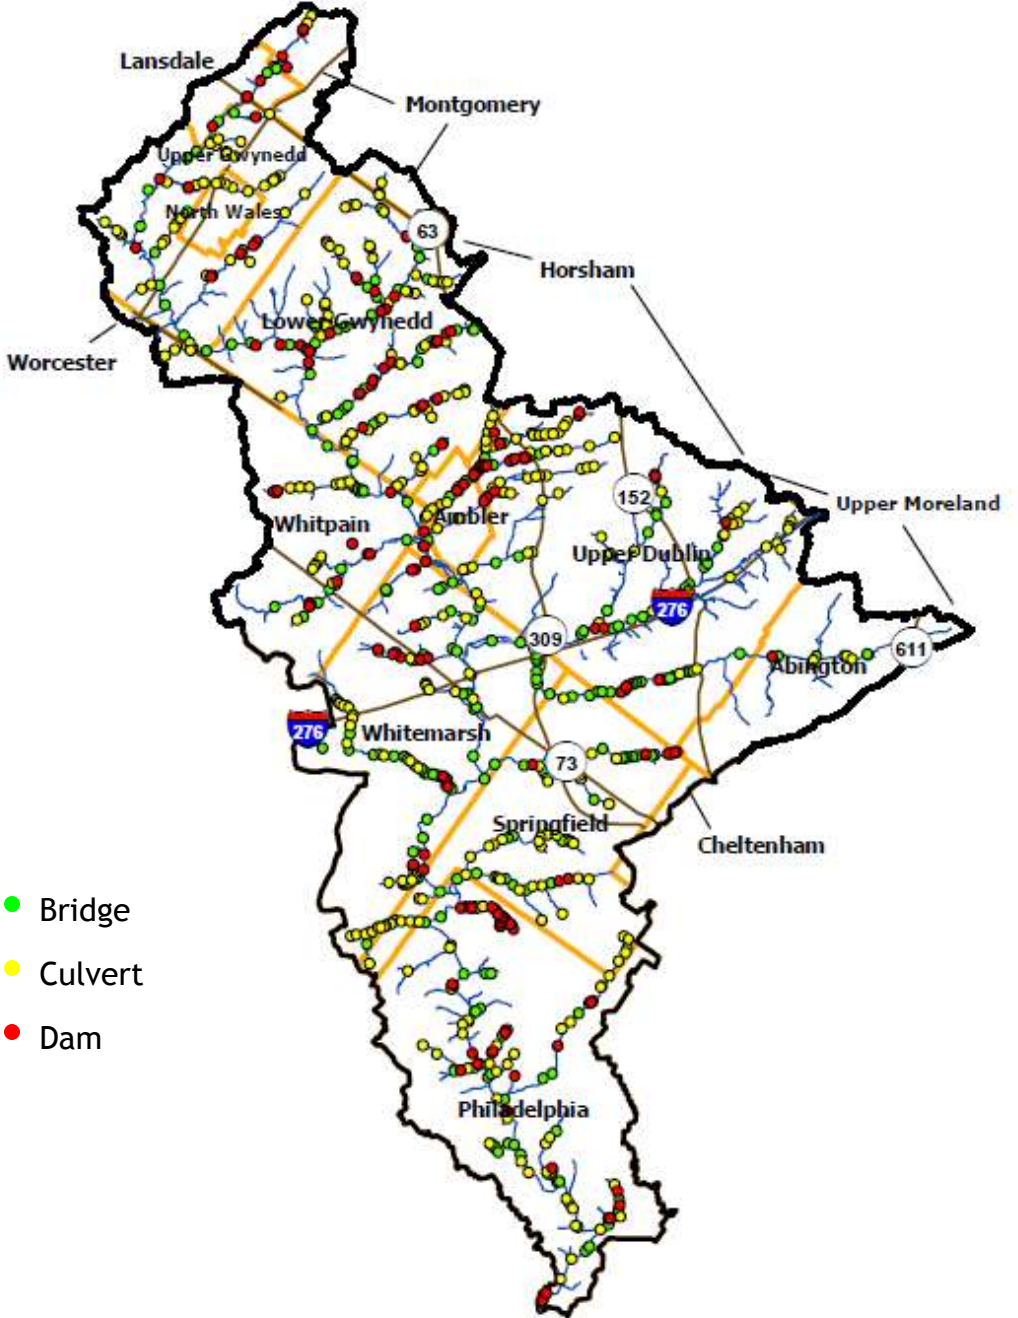 Lansdale
Montgomery
Upper Gwynedd
North Wales
63
Horsham
Lower Gwynedd
Worcester
152
Upper Moreland
Whitpain
Ambler
Upper Dublin
276
309
611
Abington
276
Whitemarsh
73
Springfield
Cheltenham
Bridge
Culvert
Dam
Philadelphia